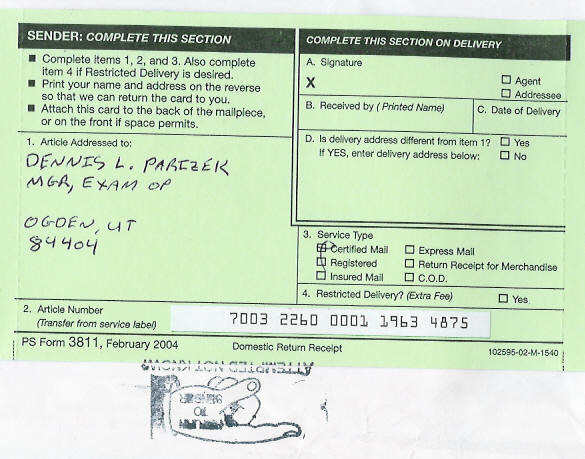 SENDER: COMPLETE THIS SECTION
■ Complete items 1, 2, and 3. Also complete
item 4 if Restricted Delivery is desired.
■ Print your name and address on the reverse
so that we can return the card to you.
■ Attach this card to the back of the mailpiece,
or on the front if space permits.
1. Article Addressed to:
DENNIS L. PARIZEK
MGR, EXAM OP
OGDEN, UT
84404
COMPLETE THIS SECTION ON DELIVERY
A. Signature
X
Agent
Addressee
B. Received by (Printed Name)
C. Date of Delivery
D. Is delivery address different from item 1? Yes
If YES, enter delivery address below: No
3. Service Type
Certified Mail Express Mail
Registered Return Receipt for Merchandise
Insured Mail C.O.D.
4. Restricted Delivery? (Extra Fee) Yes
2. Article Number
(Transfer from service label)
7003 2260 0001 1963 4875
PS Form 3811, February 2004 Domestic Return Receipt 102595-02-M-1540
ATTEMPTED NOT KNOWN
RETURN
TO
SENDER